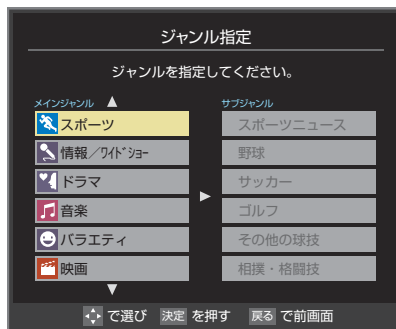 ジャンル指定
ジャンルを指定してください。
メインジャンル
スポーツ
情報／ワイドショー
ドラマ
音楽
バラエティ
映画
サブジャンル
スポーツニュース
野球
サッカー
ゴルフ
その他の球技
相撲・格闘技
で選び 決定 を押す 戻る で前画面